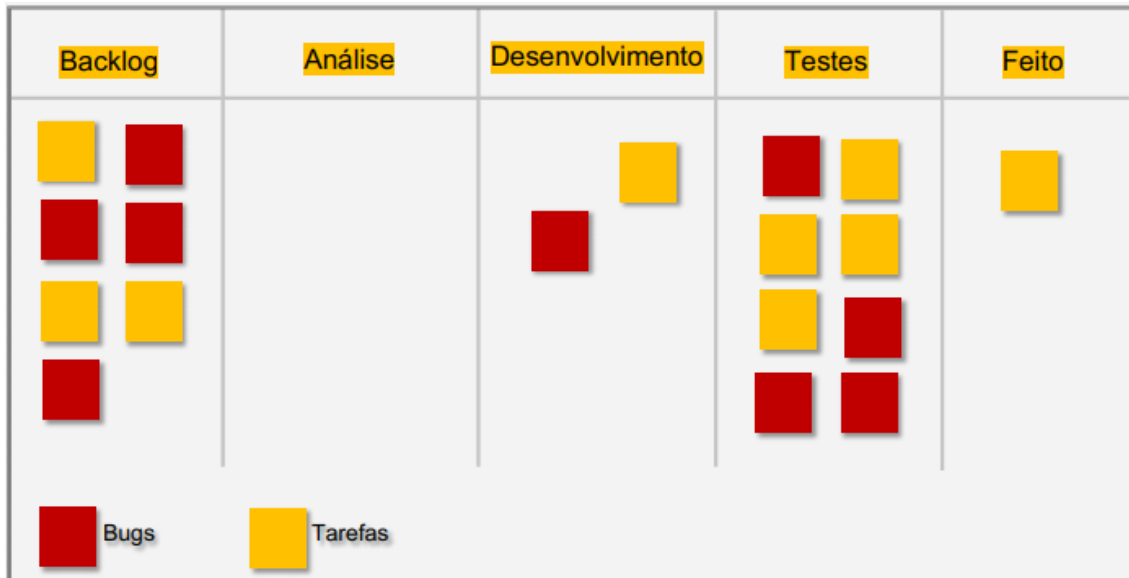 Backlog
Análise
Desenvolvimento
Testes
Feito
Bugs
Tarefas